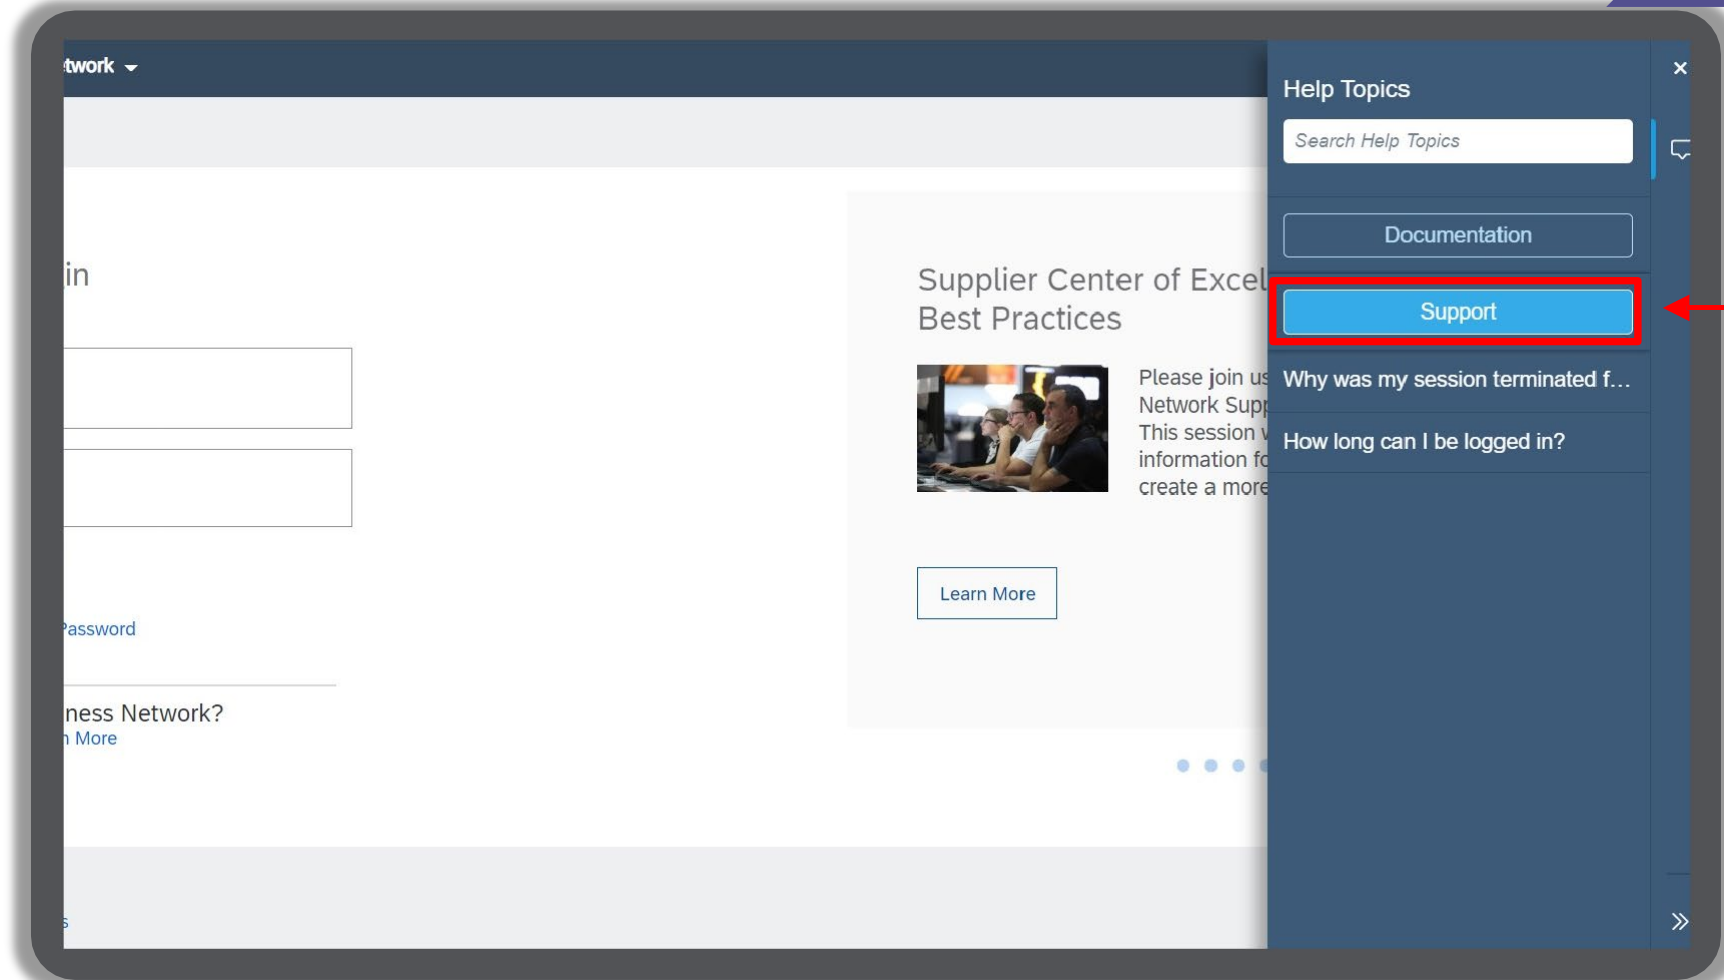 twork
in
Password
ness Network?
More
Supplier Center of Excel
Best Practices
Please join us
Network Supp
This session
information fo
create a more
Learn More
Help Topics
Search Help Topics
Documentation
Support
Why was my session terminated f...
How long can I be logged in?